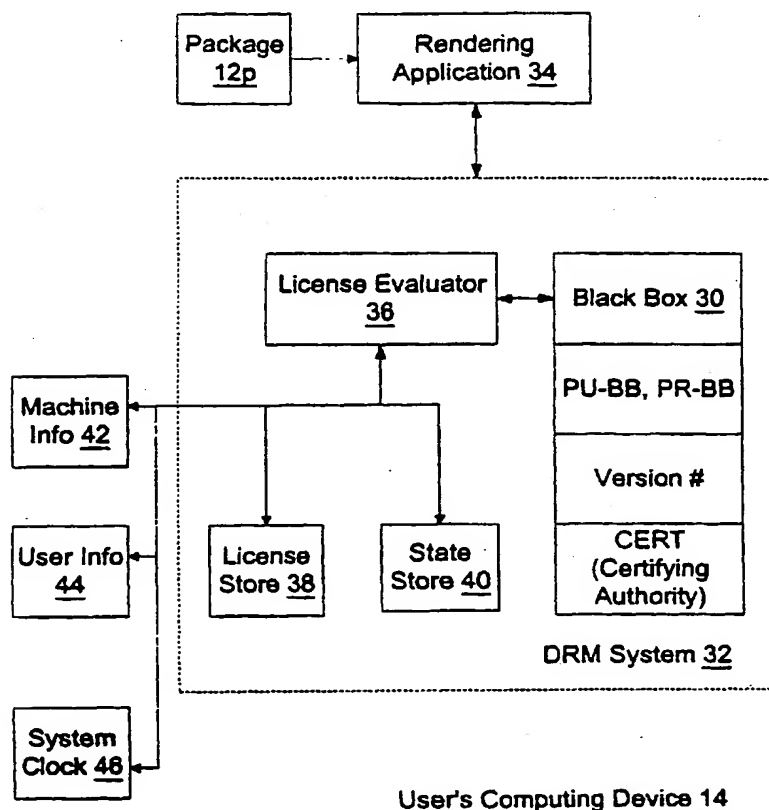 Package
12p
Rendering
Application 34
License Evaluator
36
Black Box 30
PU-BB, PR-BB
Version #
CERT
(Certifying
Authority)
Machine
Info 42
User Info
44
License
Store 38
State
Store 40
DRM System 32
System
Clock 46
User's Computing Device 14